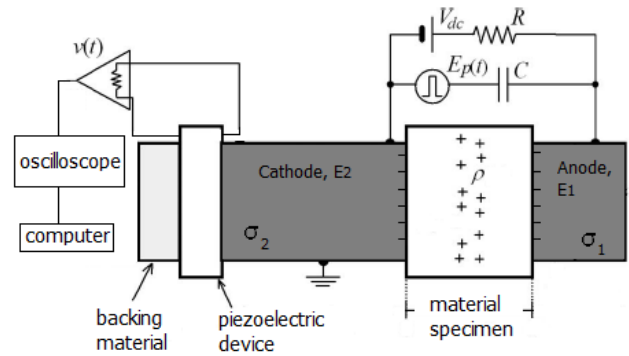 V_dc R
v(t)
E_p(t) C
oscilloscope
Cathode, E2
ρ
Anode,
E1
computer
σ_2
σ_1
+ + + + + + + + + + + + + + +
backing
material
piezoelectric
device
material
specimen